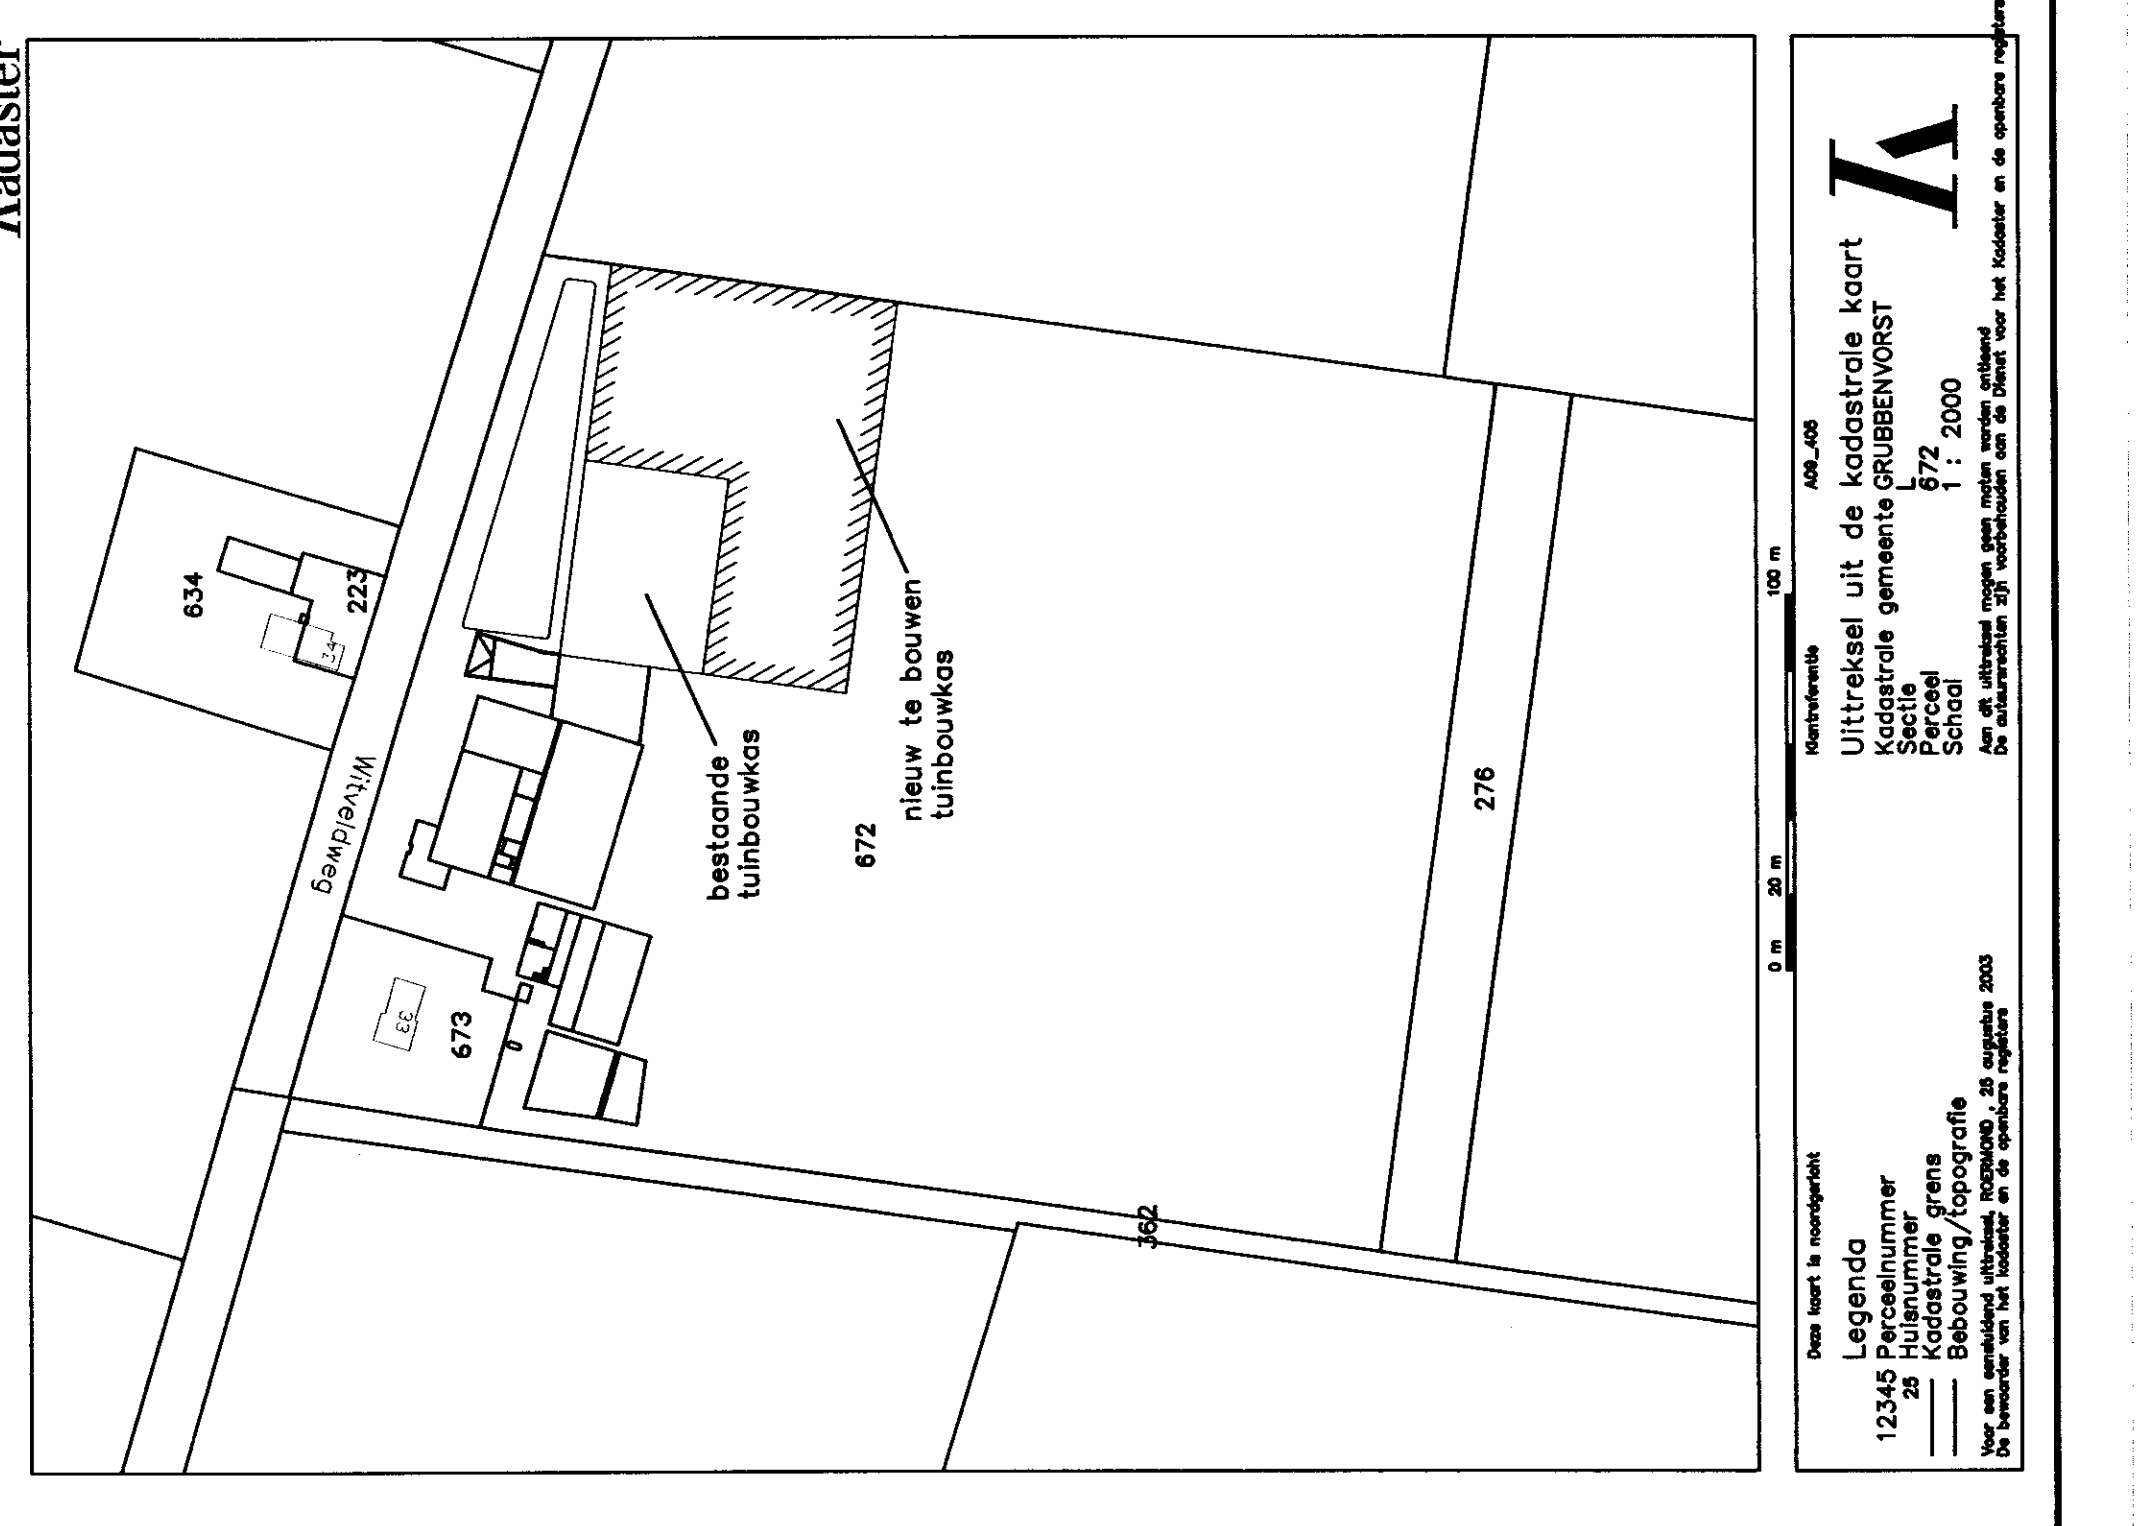 Kadaster
634
223
34
Witveldweg
33
673
bestaande
tuinbouwkas
nieuw te bouwen
tuinbouwkas
672
276
362
0 m
20 m
100 m
Deze kaart is noordgericht
Klantreferentie
A09_405
Legenda
12345 Perceelnummer
25 Huisnummer
Kadastrale grens
Bebouwing/topografie
Uittreksel uit de kadastrale kaart
Kadastrale gemeente GRUBBENVORST
Sectie L
Perceel 672
Schaal 1 : 2000
Voor een eensluidend uittreksel, ROERMOND , 25 augustus 2003
De bewaarder van het kadaster en de openbare registers
Aan dit uittreksel mogen geen maten worden ontleend
De auteursrechten zijn voorbehouden aan de Dienst voor het Kadaster en de openbare registers